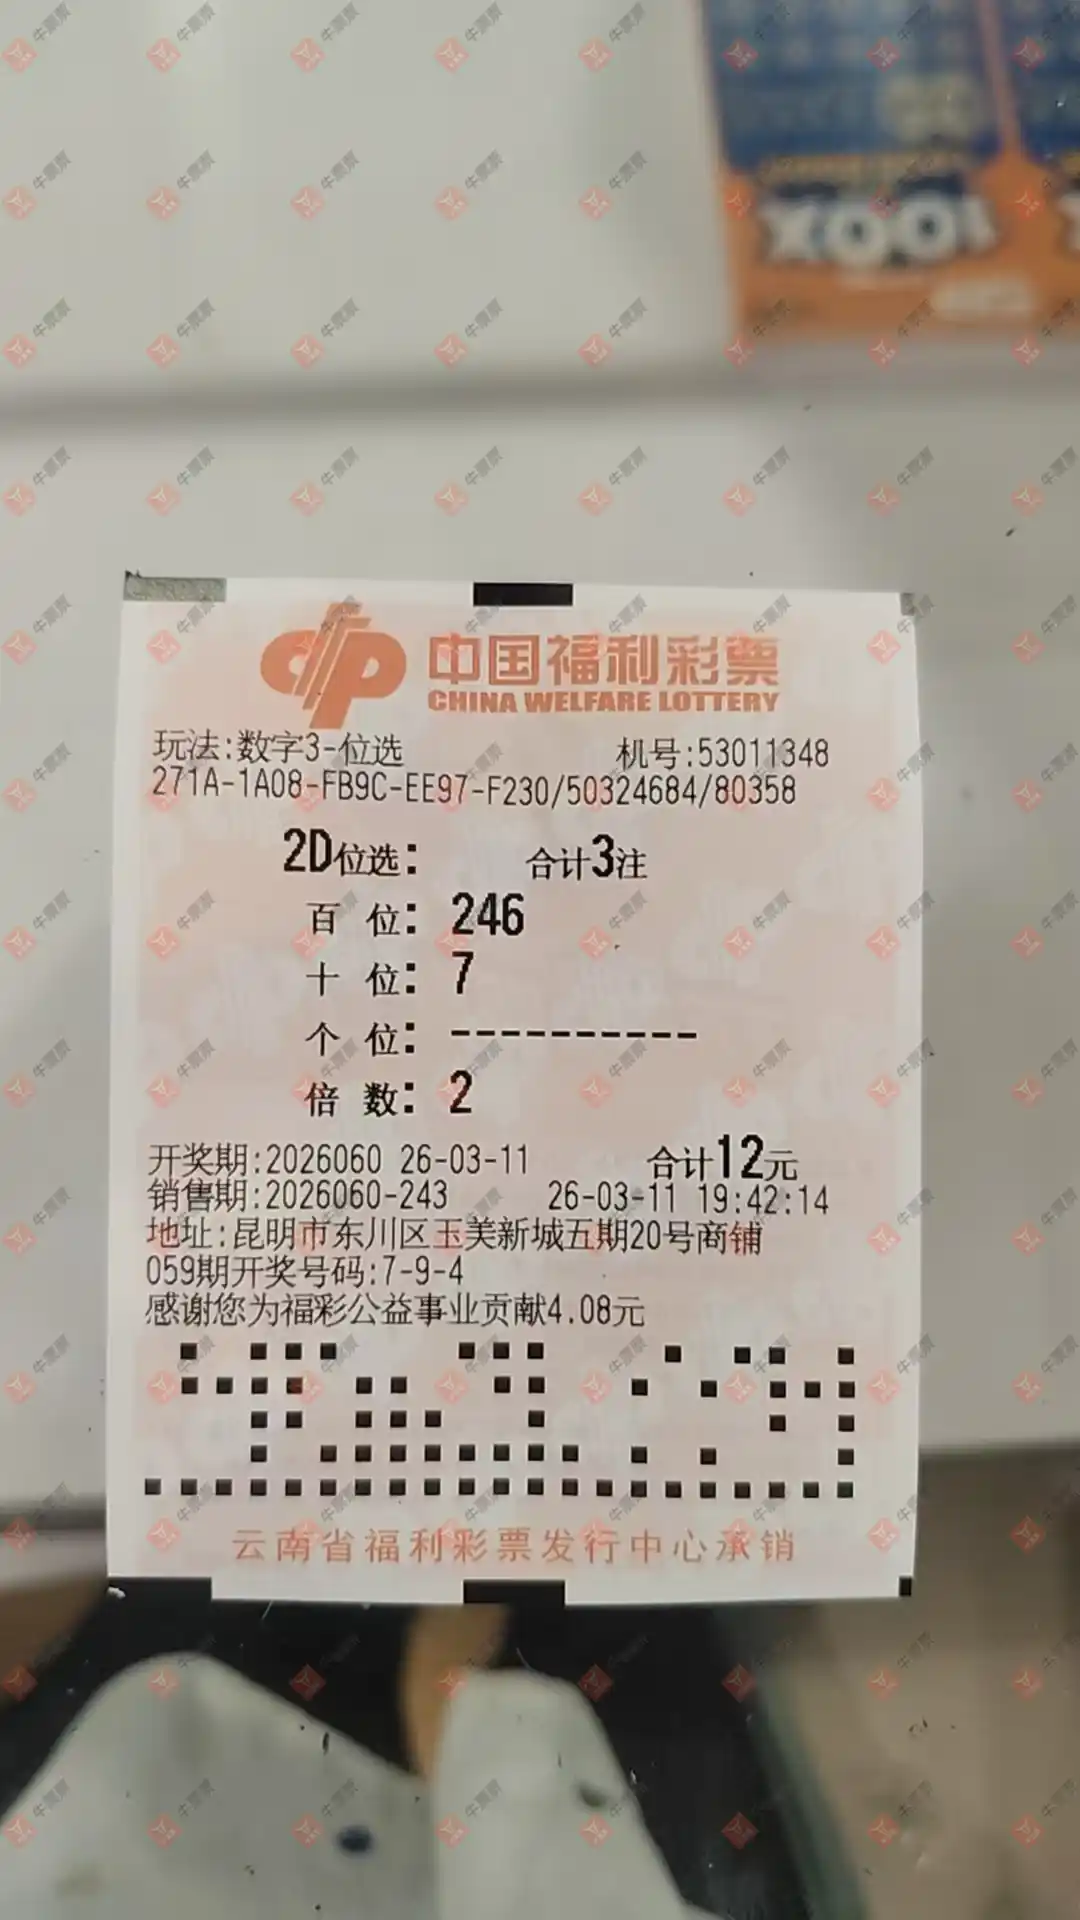 100X
中国福利彩票
CHINA WELFARE LOTTERY
玩法:数字3-位选 机号:53011348
271A-1A08-FB9C-EE97-F230/50324684/80358
2D位选: 合计3注
百 位: 246
十 位: 7
个 位: ----------
倍 数: 2
开奖期:2026060 26-03-11 合计12元
销售期:2026060-243 26-03-11 19:42:14
地址:昆明市东川区玉美新城五期20号商铺
059期开奖号码:7-9-4
感谢您为福彩公益事业贡献4.08元
云南省福利彩票发行中心承销
牛票票